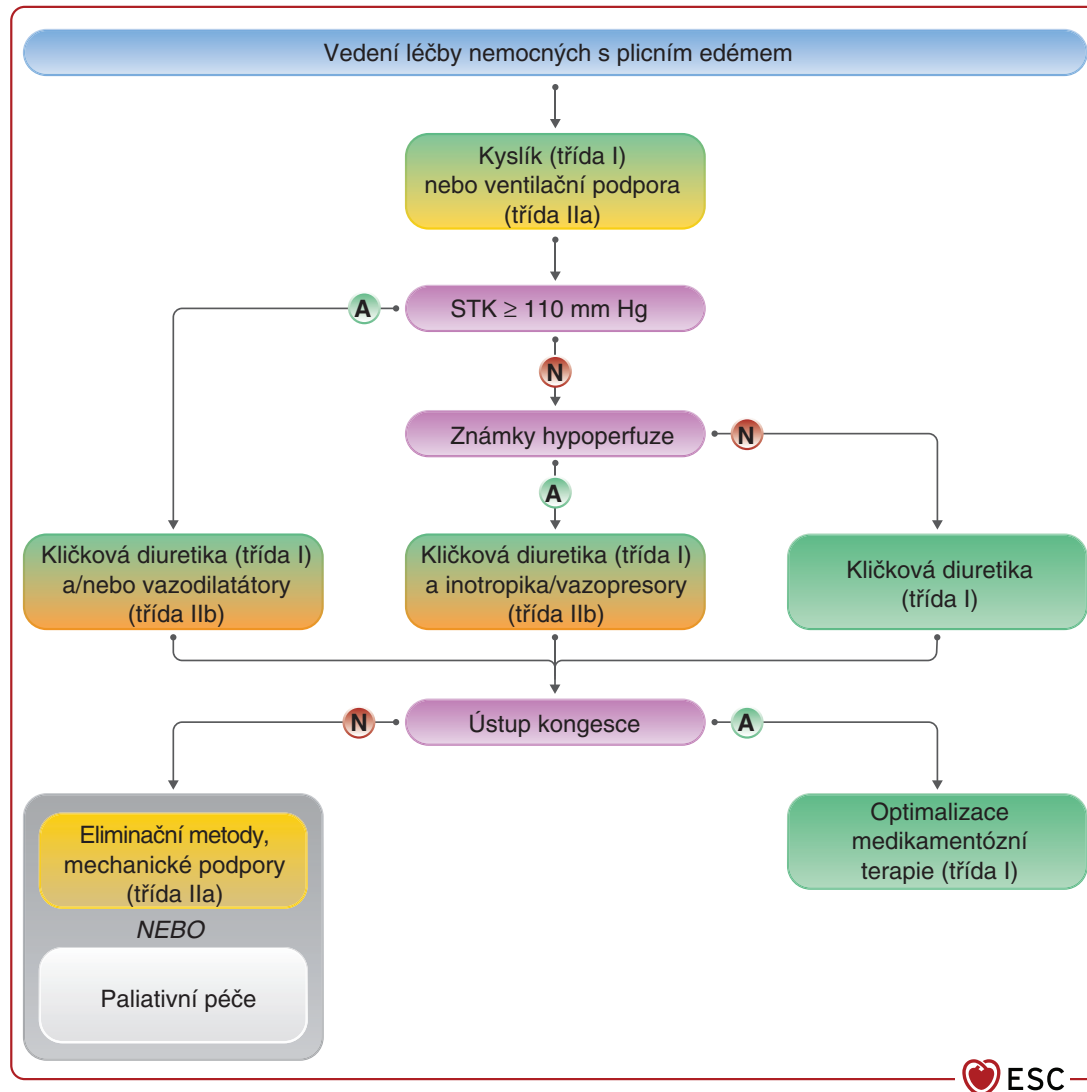 Vedení léčby nemocných s plicním edémem
Kyslík (třída I)
nebo ventilační podpora
(třída IIa)
A
STK ≥ 110 mm Hg
N
Známky hypoperfuze
N
A
Kličková diuretika (třída I)
a/nebo vazodilatátory
(třída IIb)
Kličková diuretika (třída I)
a inotropika/vazopresory
(třída IIb)
Kličková diuretika
(třída I)
N
Ústup kongesce
A
Eliminační metody,
mechanické podpory
(třída IIa)
NEBO
Paliativní péče
Optimalizace
medikamentózní
terapie (třída I)
ESC